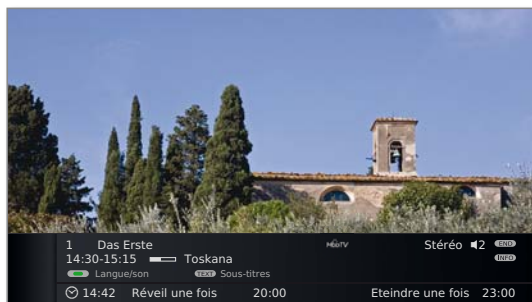 1 Das Erste MediaTV Stéréo 2 END
14:30-15:15 Toskana INFO
Langue/son TEXT Sous-titres
14:42 Réveil une fois 20:00 Eteindre une fois 23:00